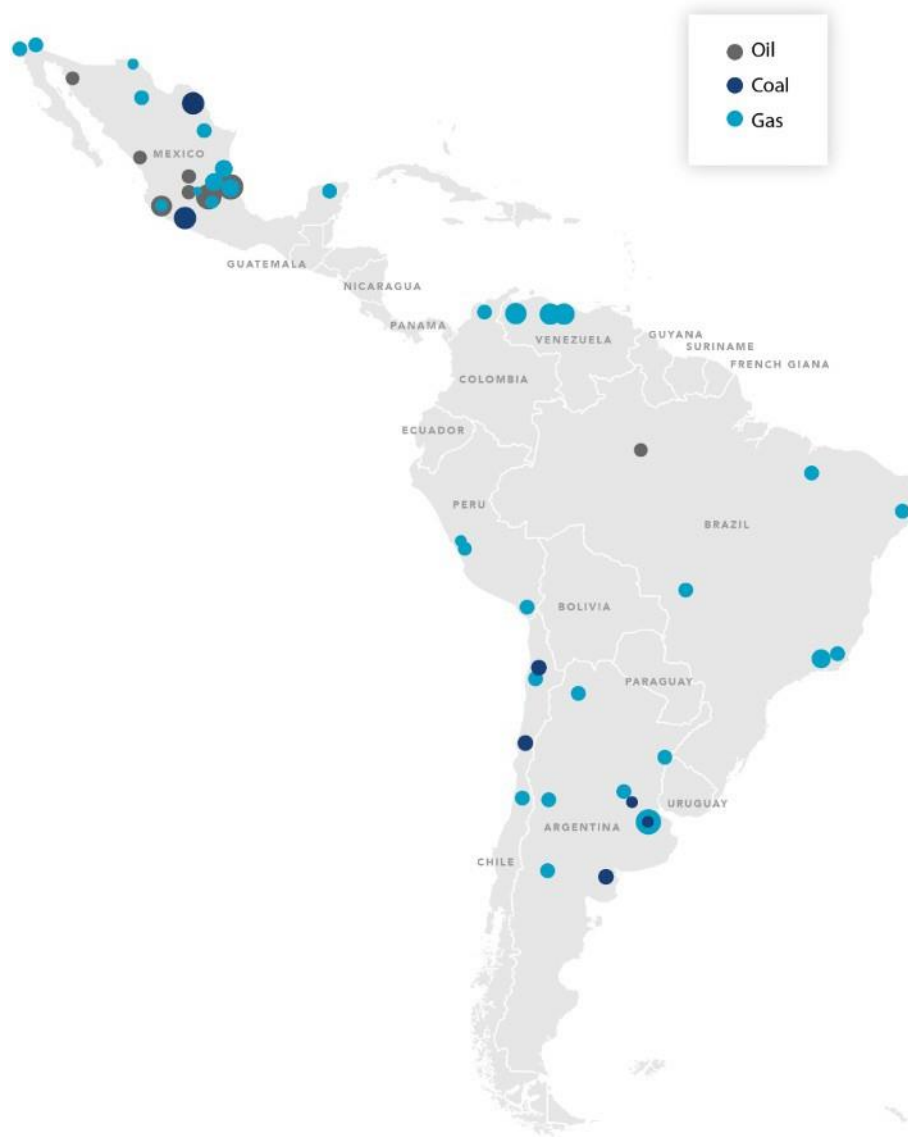 Oil
Coal
Gas
MEXICO
GUATEMALA
NICARAGUA
PANAMA
VENEZUELA
GUYANA
SURINAME
FRENCH GIANA
COLOMBIA
ECUADOR
PERU
BRAZIL
BOLIVIA
PARAGUAY
URUGUAY
ARGENTINA
CHILE